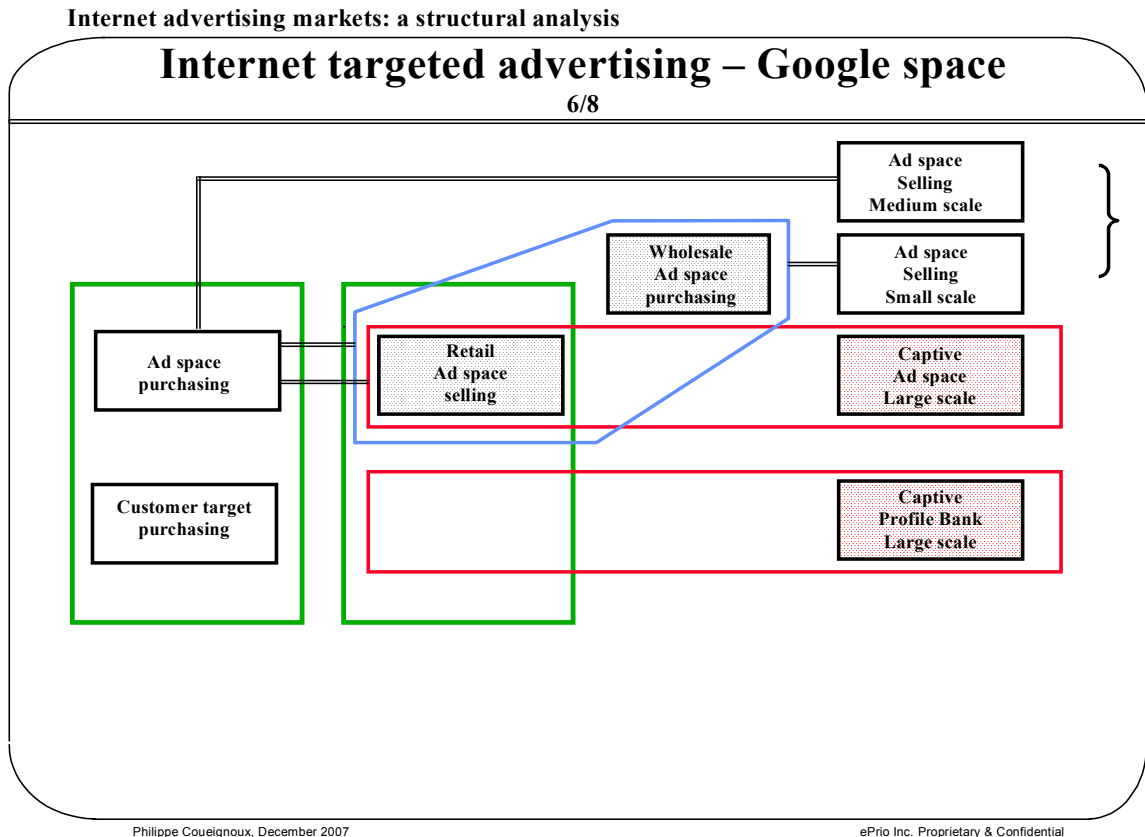 Internet advertising markets: a structural analysis
Internet targeted advertising – Google space
6/8
Ad space
Selling
Medium scale
Wholesale
Ad space
purchasing
Ad space
Selling
Small scale
Ad space
purchasing
Retail
Ad space
selling
Captive
Ad space
Large scale
Customer target
purchasing
Captive
Profile Bank
Large scale
Philippe Coueignoux, December 2007
ePrio Inc. Proprietary & Confidential